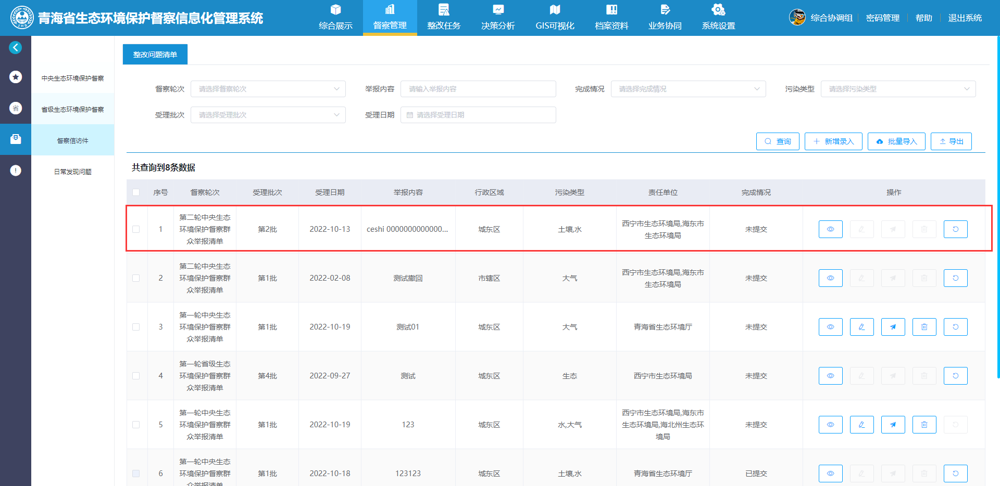 青海省生态环境保护督察信息化管理系统
综合展示
督察管理
整改任务
决策分析
GIS可视化
档案资料
业务协同
系统设置
综合协调组
密码管理
帮助
退出系统
中央生态环境保护督察
省
省级生态环境保护督察
督察信访件
日常发现问题
整改问题清单
督察轮次 请选择督察轮次
举报内容 请输入举报内容
完成情况 请选择完成情况
污染类型 请选择污染类型
受理批次 请选择受理批次
受理日期 请选择受理日期
查询
新增录入
批量导入
导出
共查询到8条数据
序号 督察轮次 受理批次 受理日期 举报内容 行政区域 污染类型 责任单位 完成情况 操作
1
第二轮中央生态
环境保护督察群
众举报清单
第2批
2022-10-13
ceshi 0000000000000...
城东区
土壤,水
西宁市生态环境局,海东市
生态环境局
未提交
2
第二轮中央生态
环境保护督察群
众举报清单
第1批
2022-02-08
测试撤回
市辖区
大气
西宁市生态环境局,海东市
生态环境局
未提交
3
第一轮中央生态
环境保护督察群
众举报清单
第1批
2022-10-19
测试01
城东区
大气
青海省生态环境厅
未提交
4
第一轮省级生态
环境保护督察群
众举报清单
第4批
2022-09-27
测试
城东区
生态
西宁市生态环境局
未提交
5
第一轮中央生态
环境保护督察群
众举报清单
第1批
2022-10-19
123
城东区
水,大气
西宁市生态环境局,海东市
生态环境局,海北州生态环
境局
未提交
6
第一轮中央生态
环境保护督察群
众举报清单
第1批
2022-10-18
123123
城东区
土壤,水
青海省生态环境厅
已提交